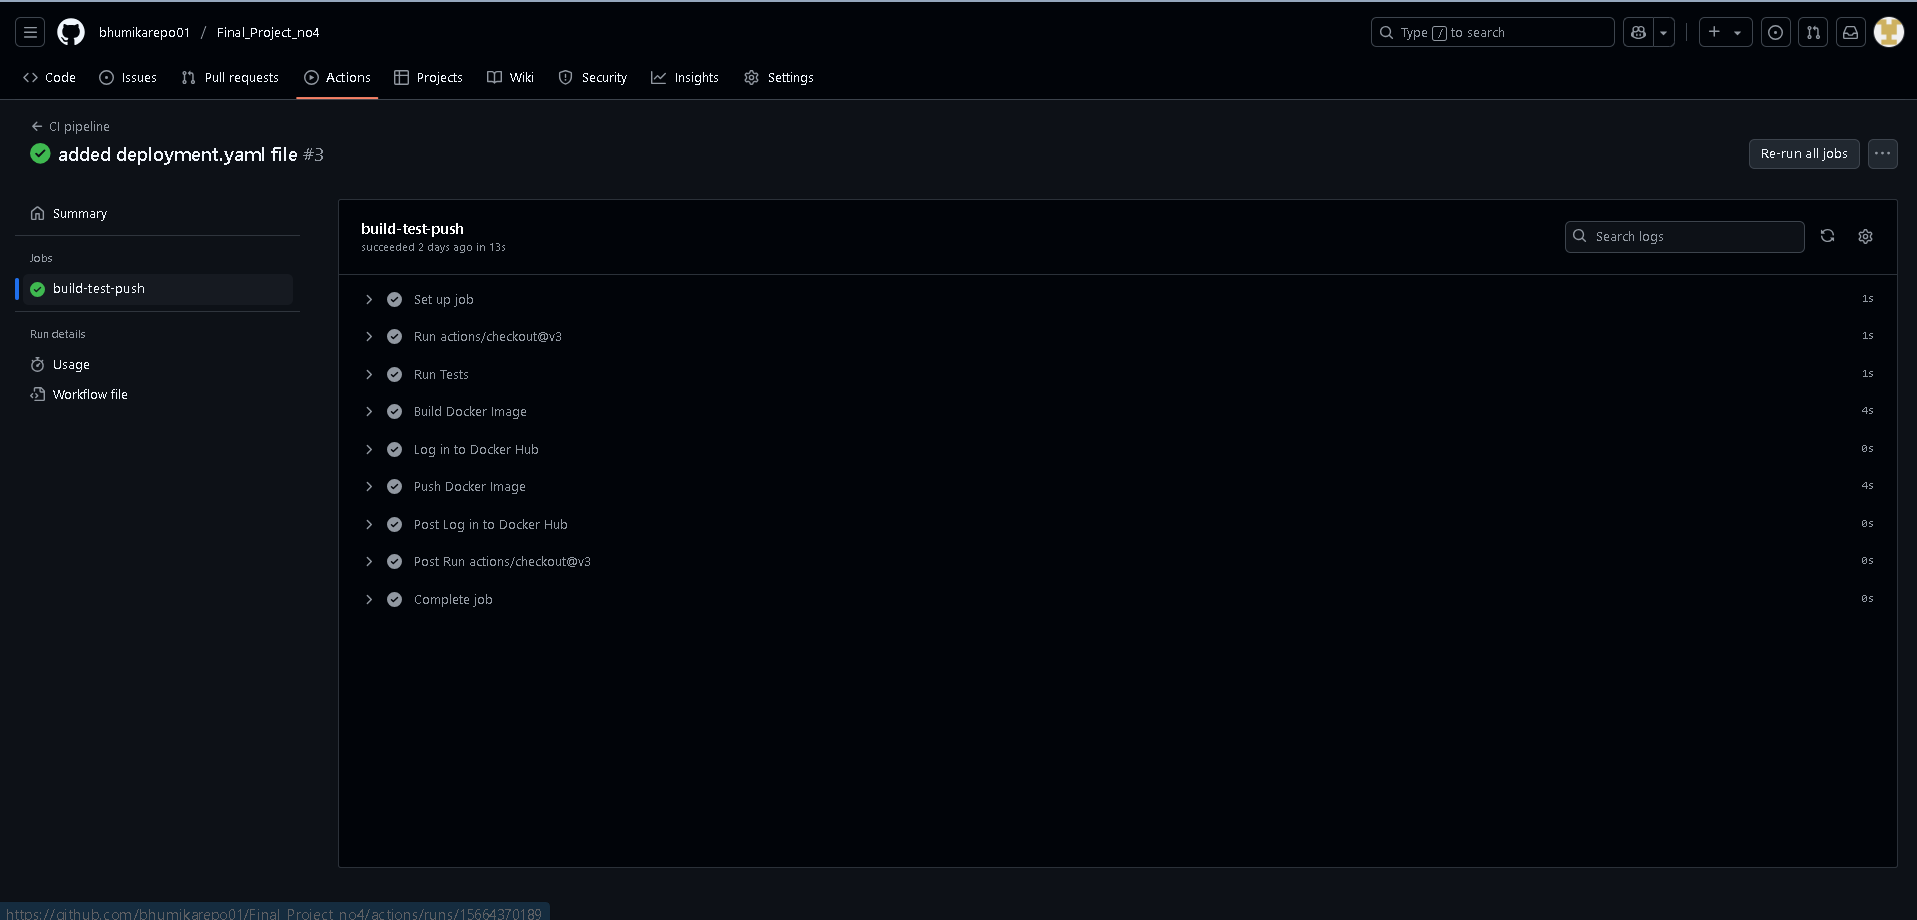 bhumikarepo01 / Final_Project_no4
Type / to search
Code Issues Pull requests Actions Projects Wiki Security Insights Settings
CI pipeline
added deployment.yaml file #3
Re-run all jobs
Summary
Jobs
build-test-push
Run details
Usage
Workflow file
build-test-push
succeeded 2 days ago in 13s
Search logs
Set up job 1s
Run actions/checkout@v3 1s
Run Tests 1s
Build Docker Image 4s
Log in to Docker Hub 0s
Push Docker Image 4s
Post Log in to Docker Hub 0s
Post Run actions/checkout@v3 0s
Complete job 0s
https://github.com/bhumikarepo01/Final_Project_no4/actions/runs/15664370189